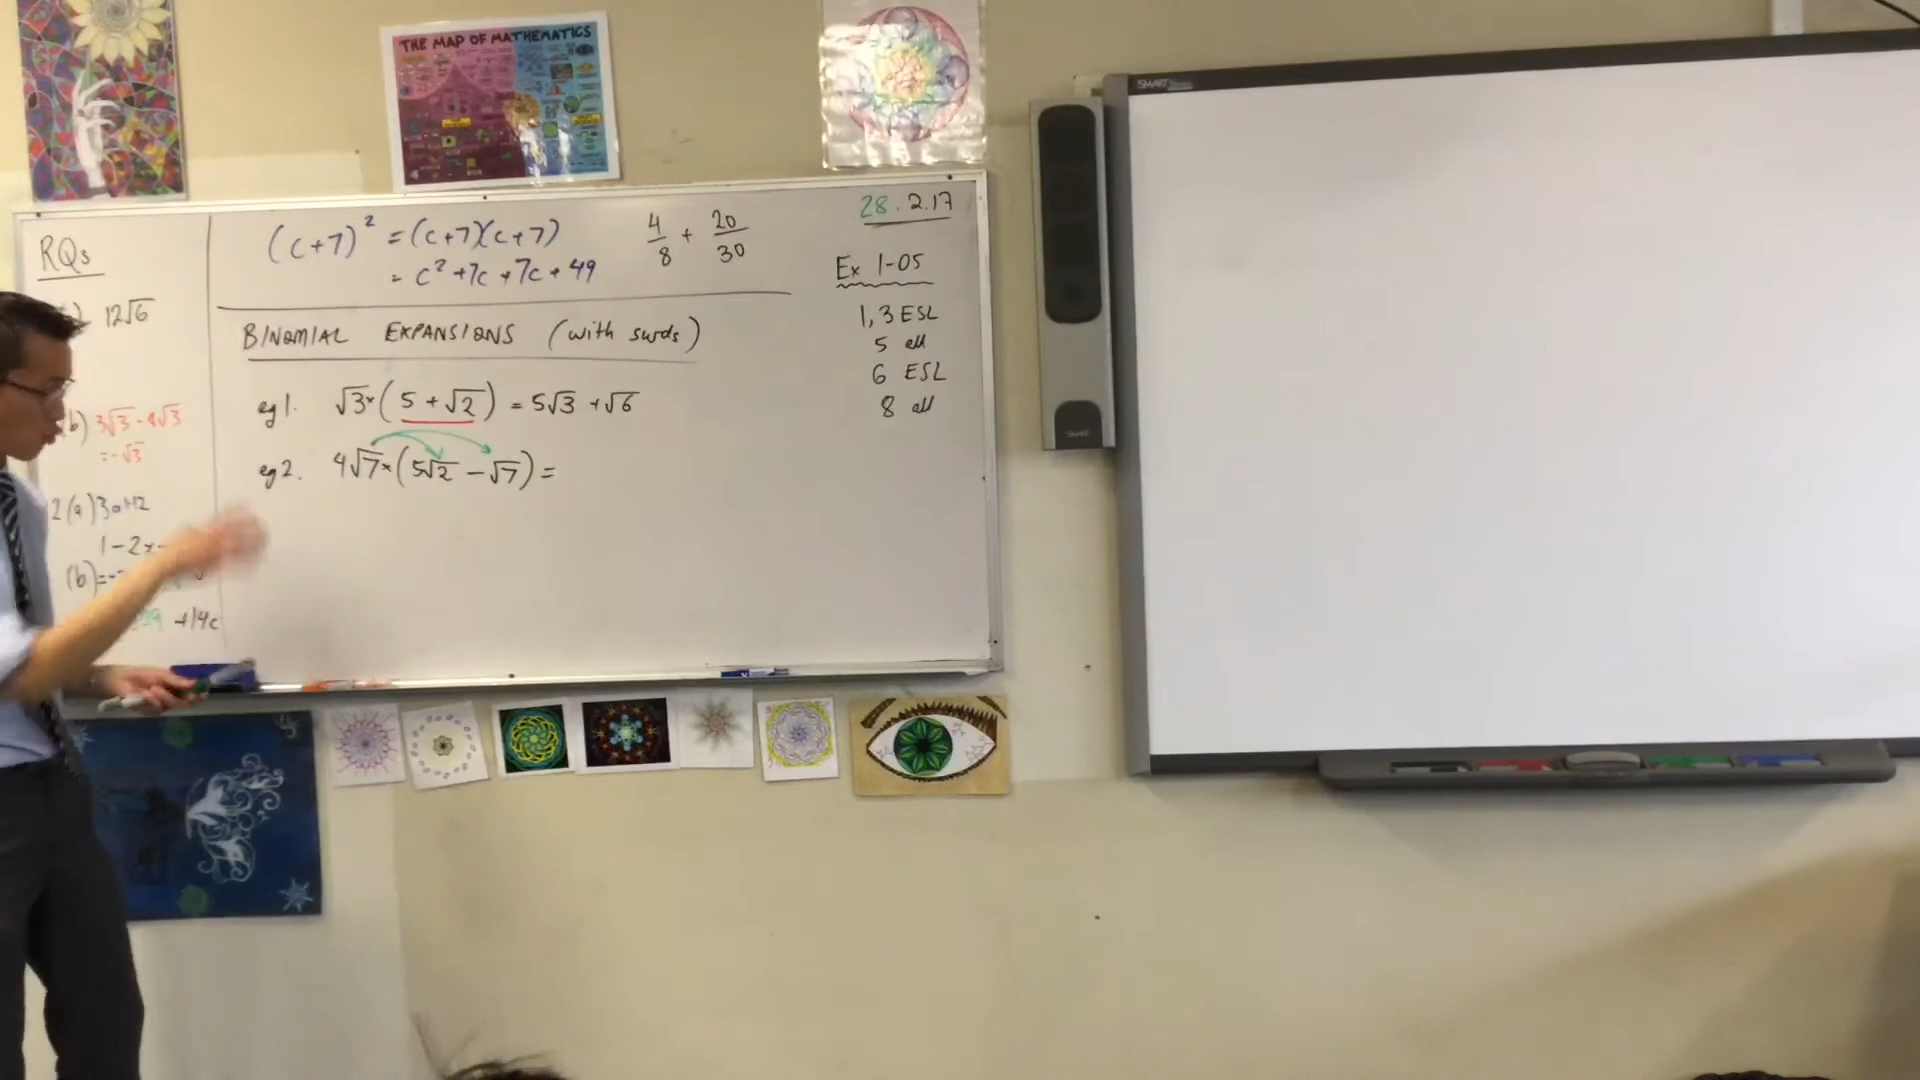 THE MAP OF MATHEMATICS
SMART
RQs
12√6
(b) 3√3 - 4√3
= -√3
2(a) 3a+12
1-2x-
(b) =
+14c
(c+7)² = (c+7)(c+7)
= c² + 7c + 7c + 49
4/8 + 20/30
28.2.17
Ex 1-05
1, 3 ESL
5 all
6 ESL
8 all
BINOMIAL EXPANSIONS (with surds)
eg 1. √3 × (5 + √2) = 5√3 + √6
eg 2. 4√7 × (5√2 - √7) =
SMART